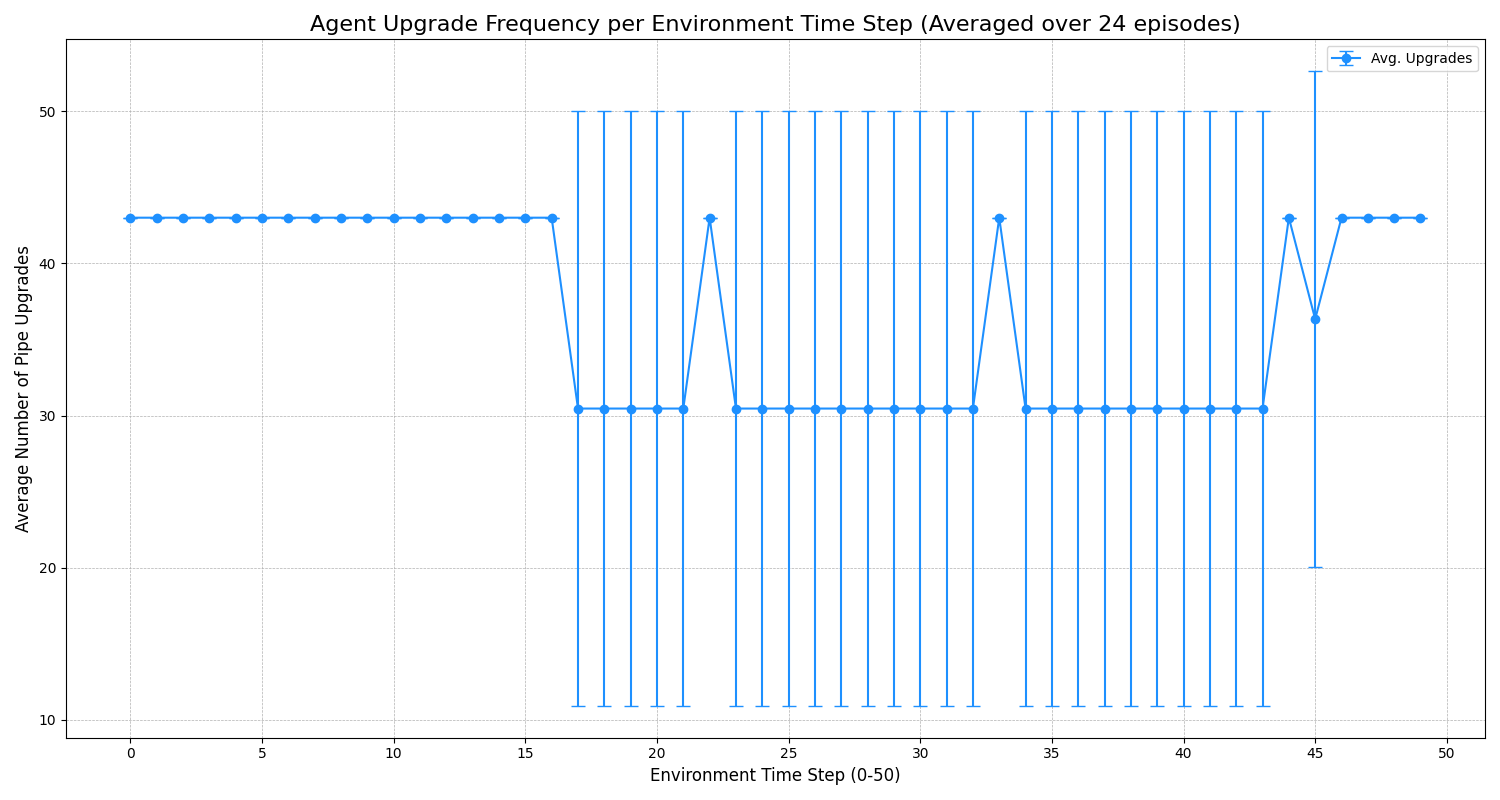 Agent Upgrade Frequency per Environment Time Step (Averaged over 24 episodes)
Avg. Upgrades
Average Number of Pipe Upgrades
50
40
30
20
10
0 5 10 15 20 25 30 35 40 45 50
Environment Time Step (0-50)